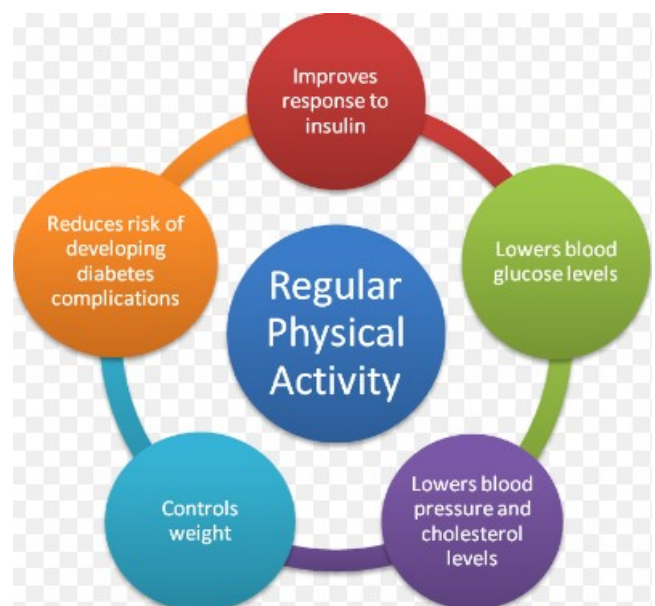 Improves
response to
insulin
Lowers blood
glucose levels
Lowers blood
pressure and
cholesterol
levels
Controls
weight
Reduces risk of
developing
diabetes
complications
Regular
Physical
Activity